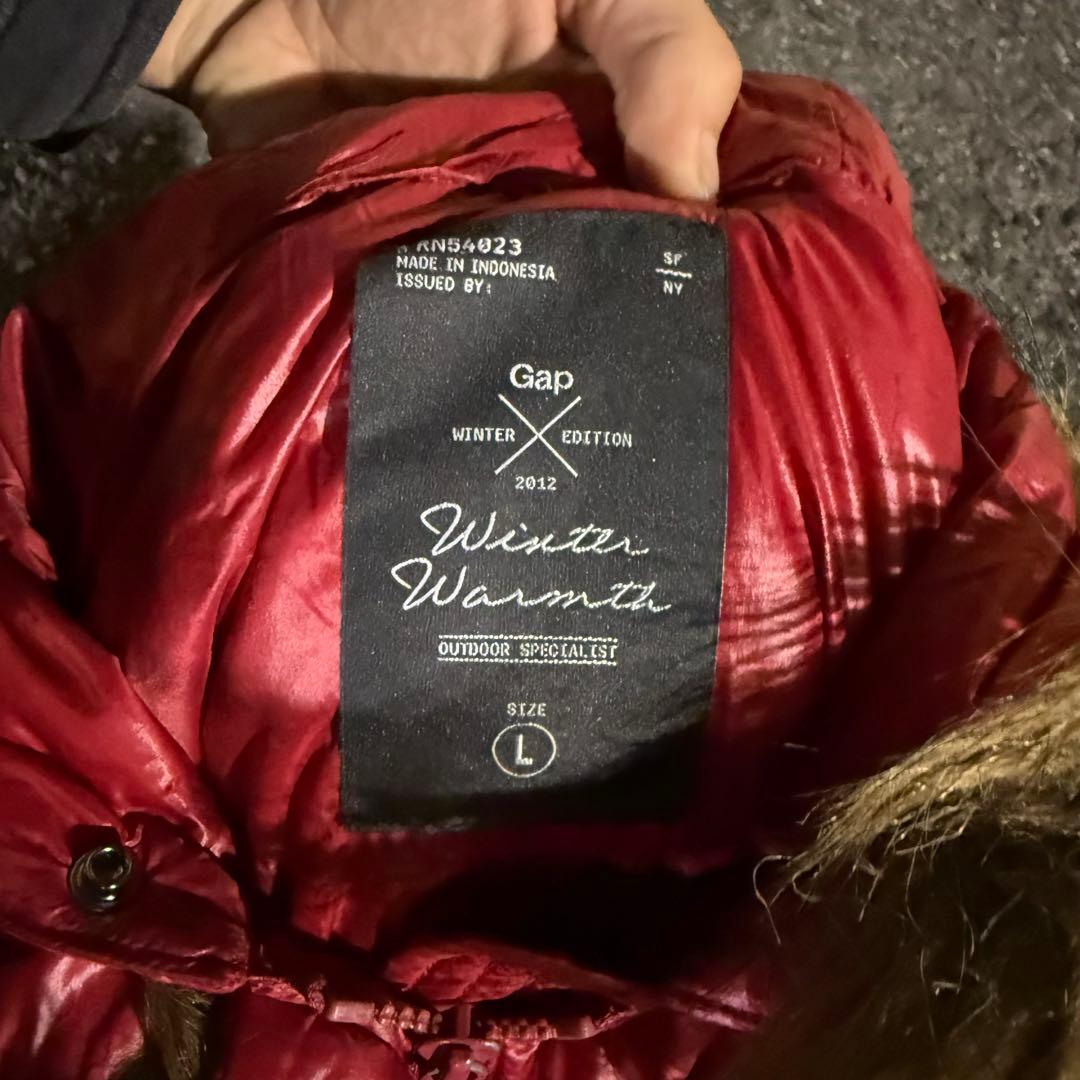 RN54023
MADE IN INDONESIA
ISSUED BY:
SF
NY
Gap
WINTER EDITION
2012
Winter
Warmth
OUTDOOR SPECIALIST
SIZE
L